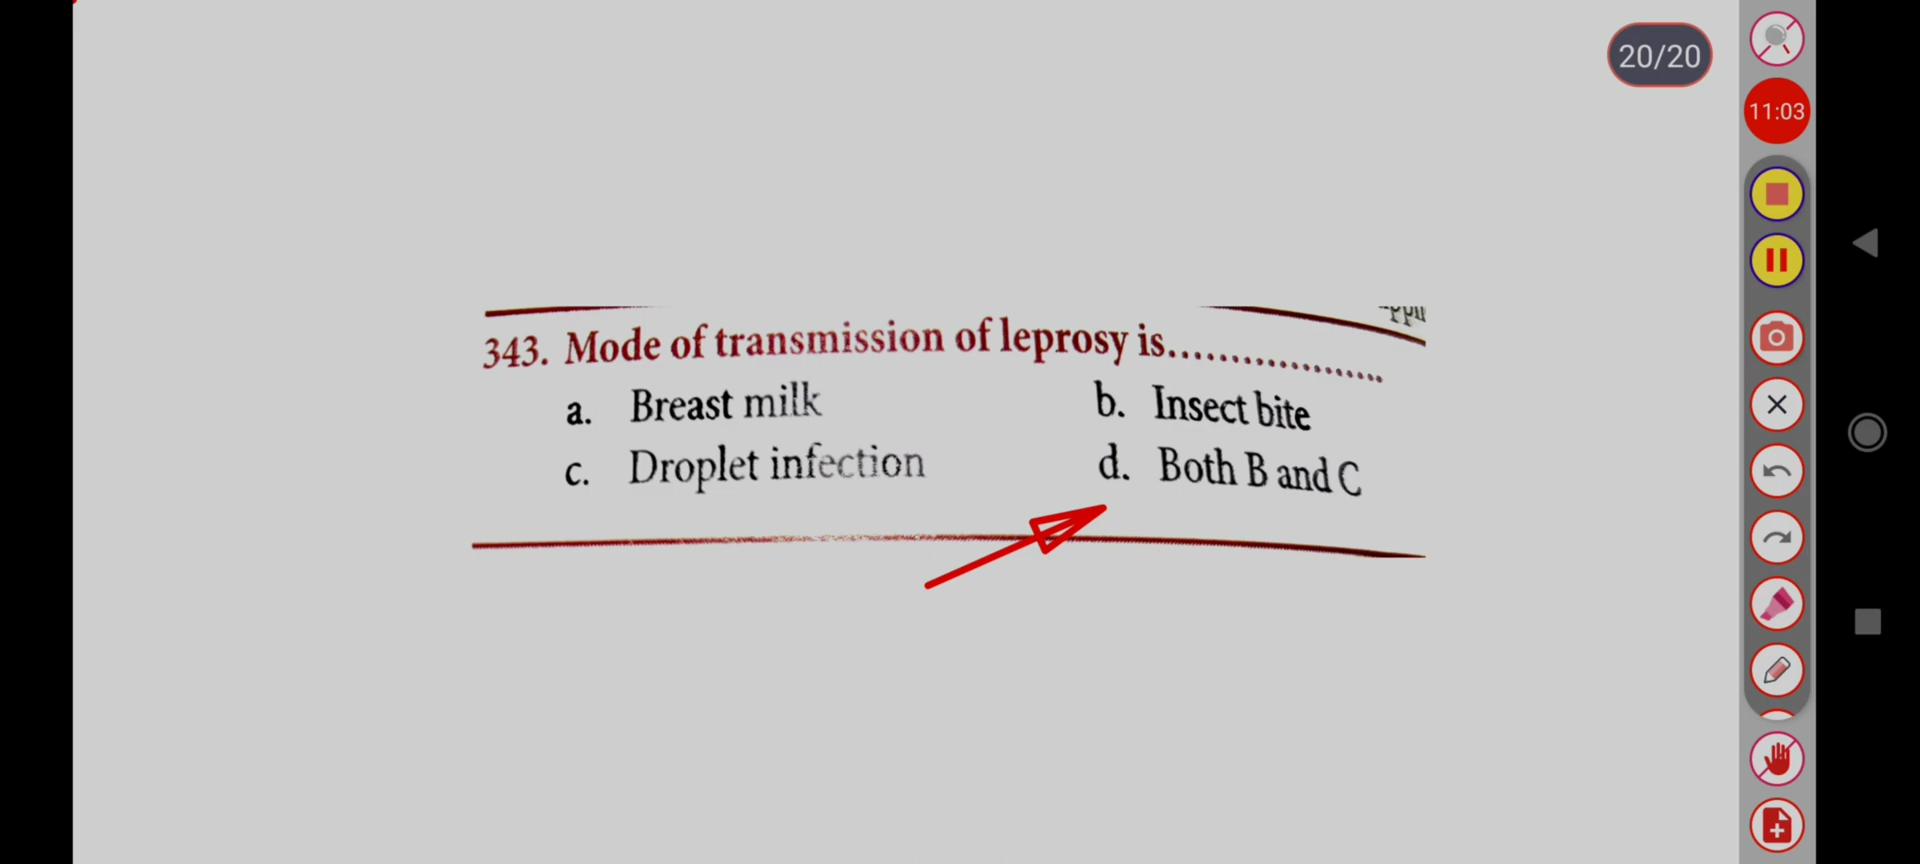 20/20
11:03
343. Mode of transmission of leprosy is..................
a. Breast milk b. Insect bite
c. Droplet infection d. Both B and C